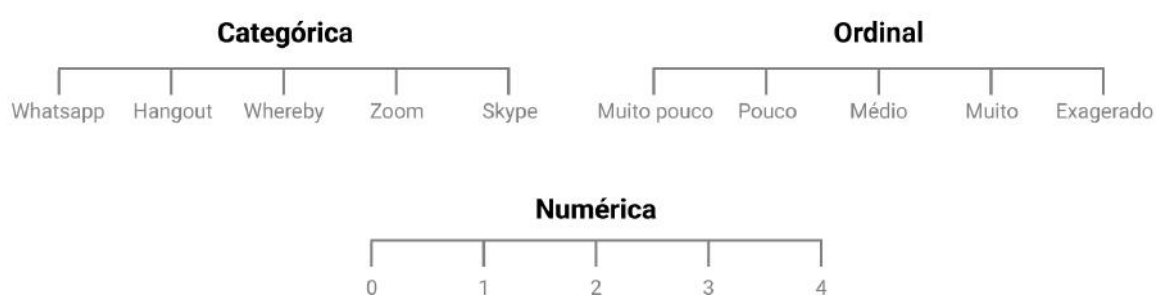 Categórica
Whatsapp Hangout Whereby Zoom Skype
Ordinal
Muito pouco Pouco Médio Muito Exagerado
Numérica
0 1 2 3 4